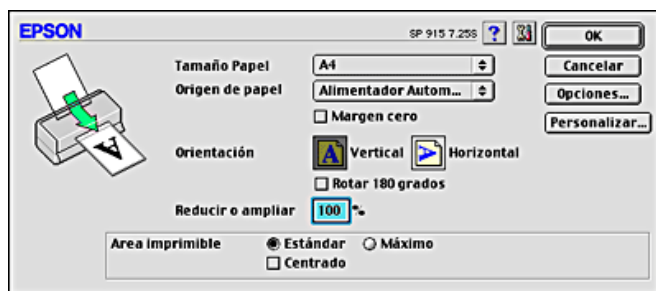 EPSON
SP 915 7.25S ?
OK
Tamaño Papel A4
Cancelar
Origen de papel Alimentador Autom...
Opciones...
Margen cero
Personalizar...
Orientación A Vertical A Horizontal
Rotar 180 grados
Reducir o ampliar 100 %
Area imprimible Estándar Máximo
Centrado
A